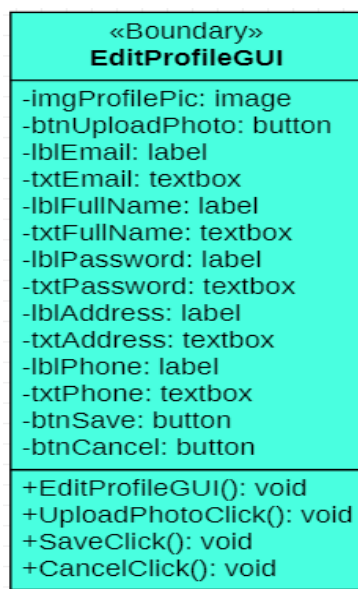 «Boundary»
EditProfileGUI
-imgProfilePic: image
-btnUploadPhoto: button
-lblEmail: label
-txtEmail: textbox
-lblFullName: label
-txtFullName: textbox
-lblPassword: label
-txtPassword: textbox
-lblAddress: label
-txtAddress: textbox
-lblPhone: label
-txtPhone: textbox
-btnSave: button
-btnCancel: button
+EditProfileGUI(): void
+UploadPhotoClick(): void
+SaveClick(): void
+CancelClick(): void